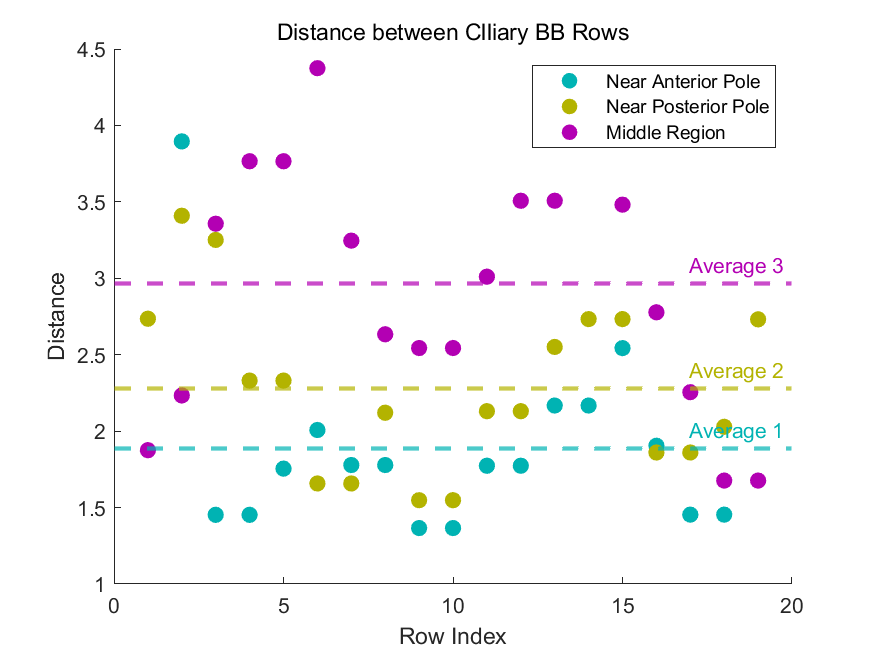 Distance between CIliary BB Rows
Near Anterior Pole
Near Posterior Pole
Middle Region
Average 3
Average 2
Average 1
Distance
4.5
4
3.5
3
2.5
2
1.5
1
0
5
10
15
20
Row Index